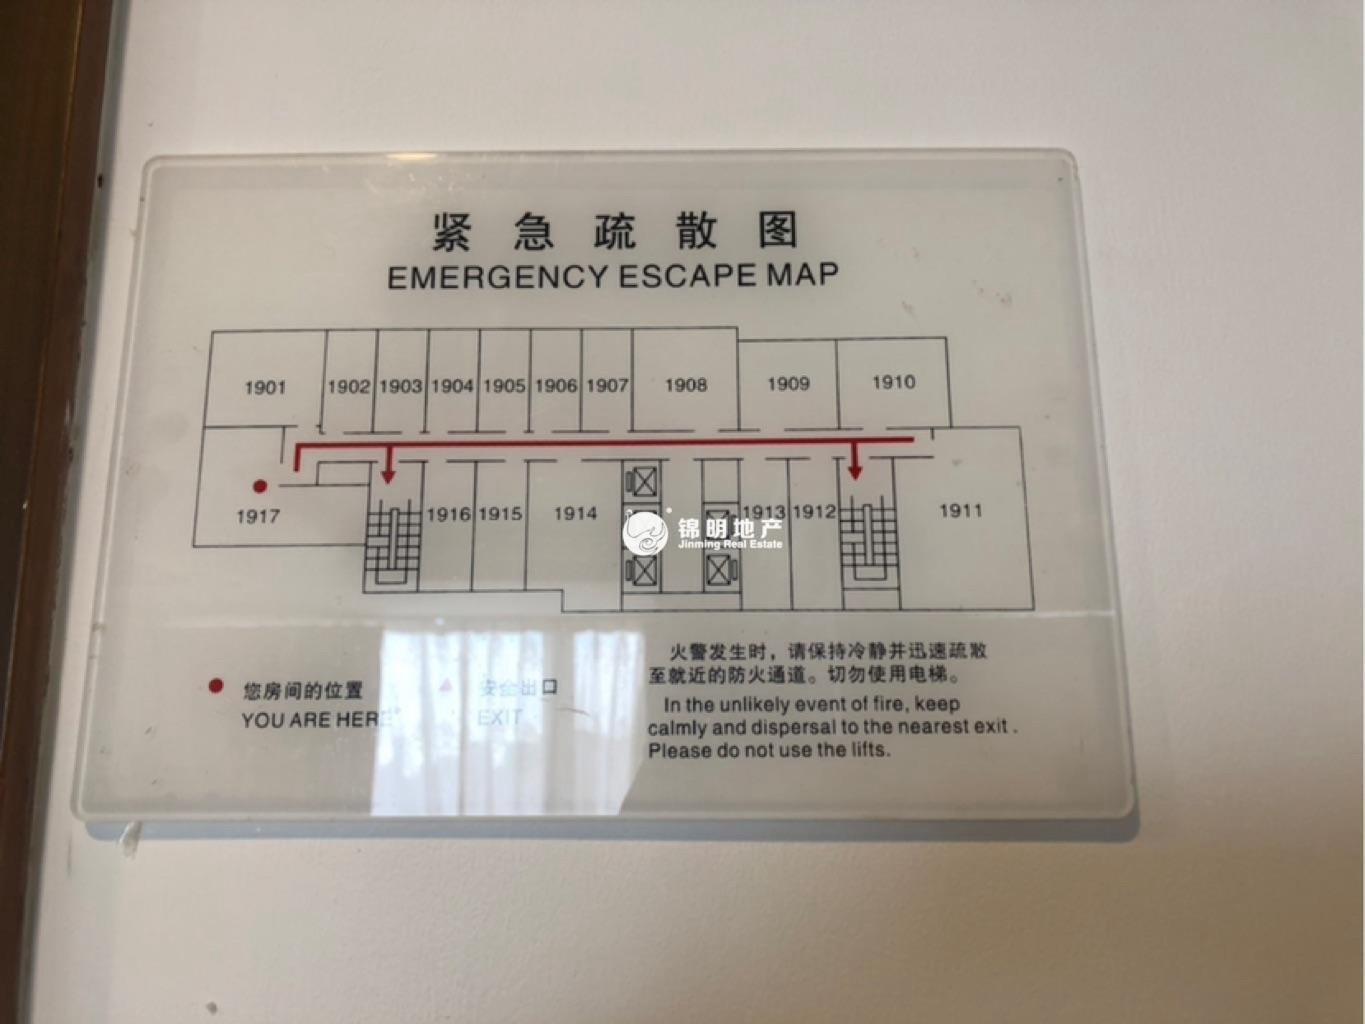 紧急疏散图
EMERGENCY ESCAPE MAP
1901 1902 1903 1904 1905 1906 1907 1908 1909 1910
1917 1916 1915 1914 1913 1912 1911
锦明地产
Jinming Real Estate
您房间的位置
YOU ARE HERE
安全出口
EXIT
火警发生时，请保持冷静并迅速疏散
至就近的防火通道。切勿使用电梯。
In the unlikely event of fire, keep
calmly and dispersal to the nearest exit .
Please do not use the lifts.